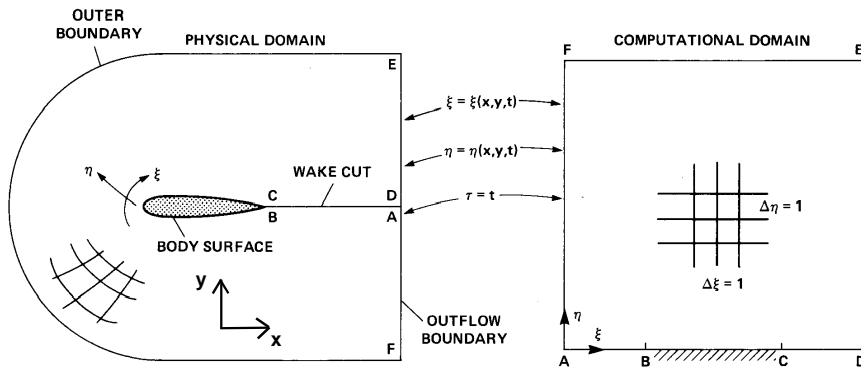 OUTER
BOUNDARY
PHYSICAL DOMAIN
E
η
ξ
C
B
WAKE CUT
D
A
BODY SURFACE
y
x
OUTFLOW
BOUNDARY
F
ξ = ξ(x,y,t)
η = η(x,y,t)
τ = t
COMPUTATIONAL DOMAIN
F
E
Δη = 1
Δξ = 1
η
ξ
A
B
C
D